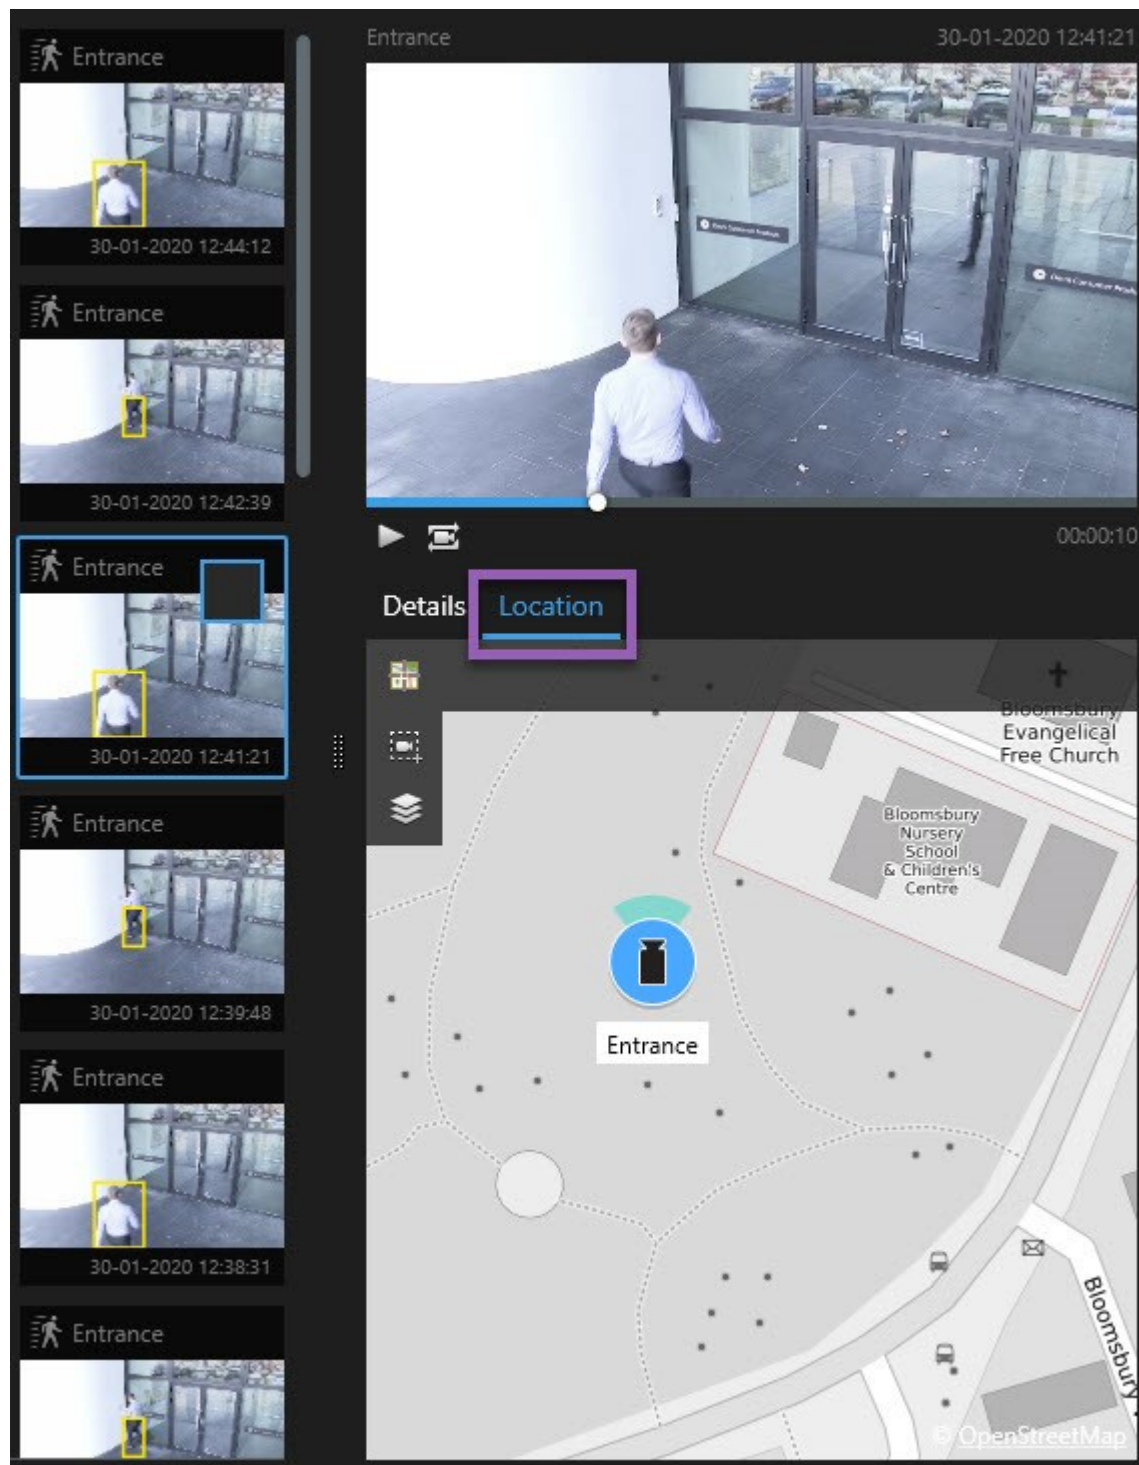 Entrance
30-01-2020 12:44:12
Entrance
30-01-2020 12:42:39
Entrance
30-01-2020 12:41:21
Entrance
30-01-2020 12:39:48
Entrance
30-01-2020 12:38:31
Entrance
Entrance
30-01-2020 12:41:21
00:00:10
Details
Location
Bloomsbury
Evangelical
Free Church
Bloomsbury
Nursery
School
& Children's
Centre
Entrance
Bloomsbury
© OpenStreetMap